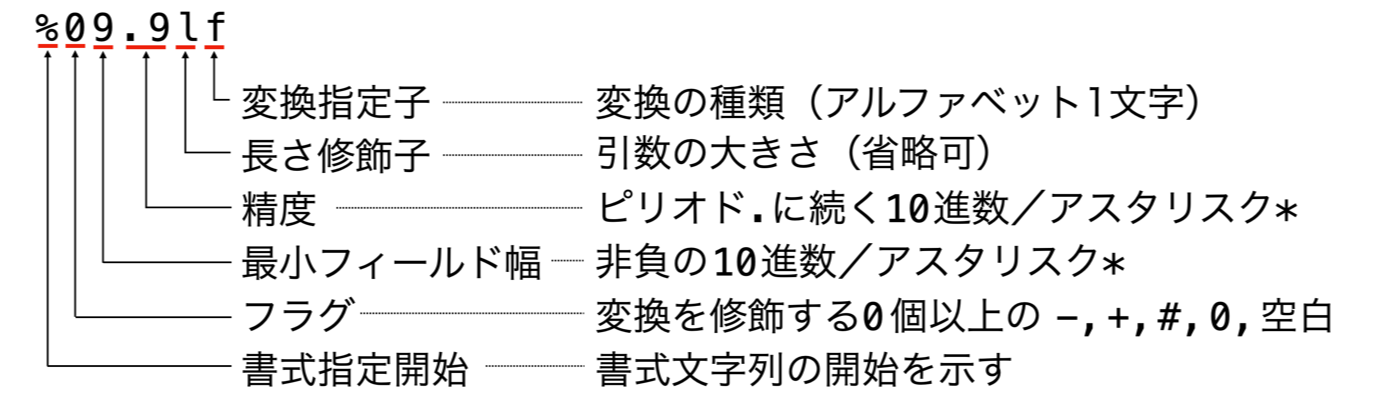 %09.9lf
変換指定子 変換の種類（アルファベット1文字）
長さ修飾子 引数の大きさ（省略可）
精度 ピリオド.に続く10進数／アスタリスク*
最小フィールド幅 非負の10進数／アスタリスク*
フラグ 変換を修飾する0個以上の -,+,#,0,空白
書式指定開始 書式文字列の開始を示す